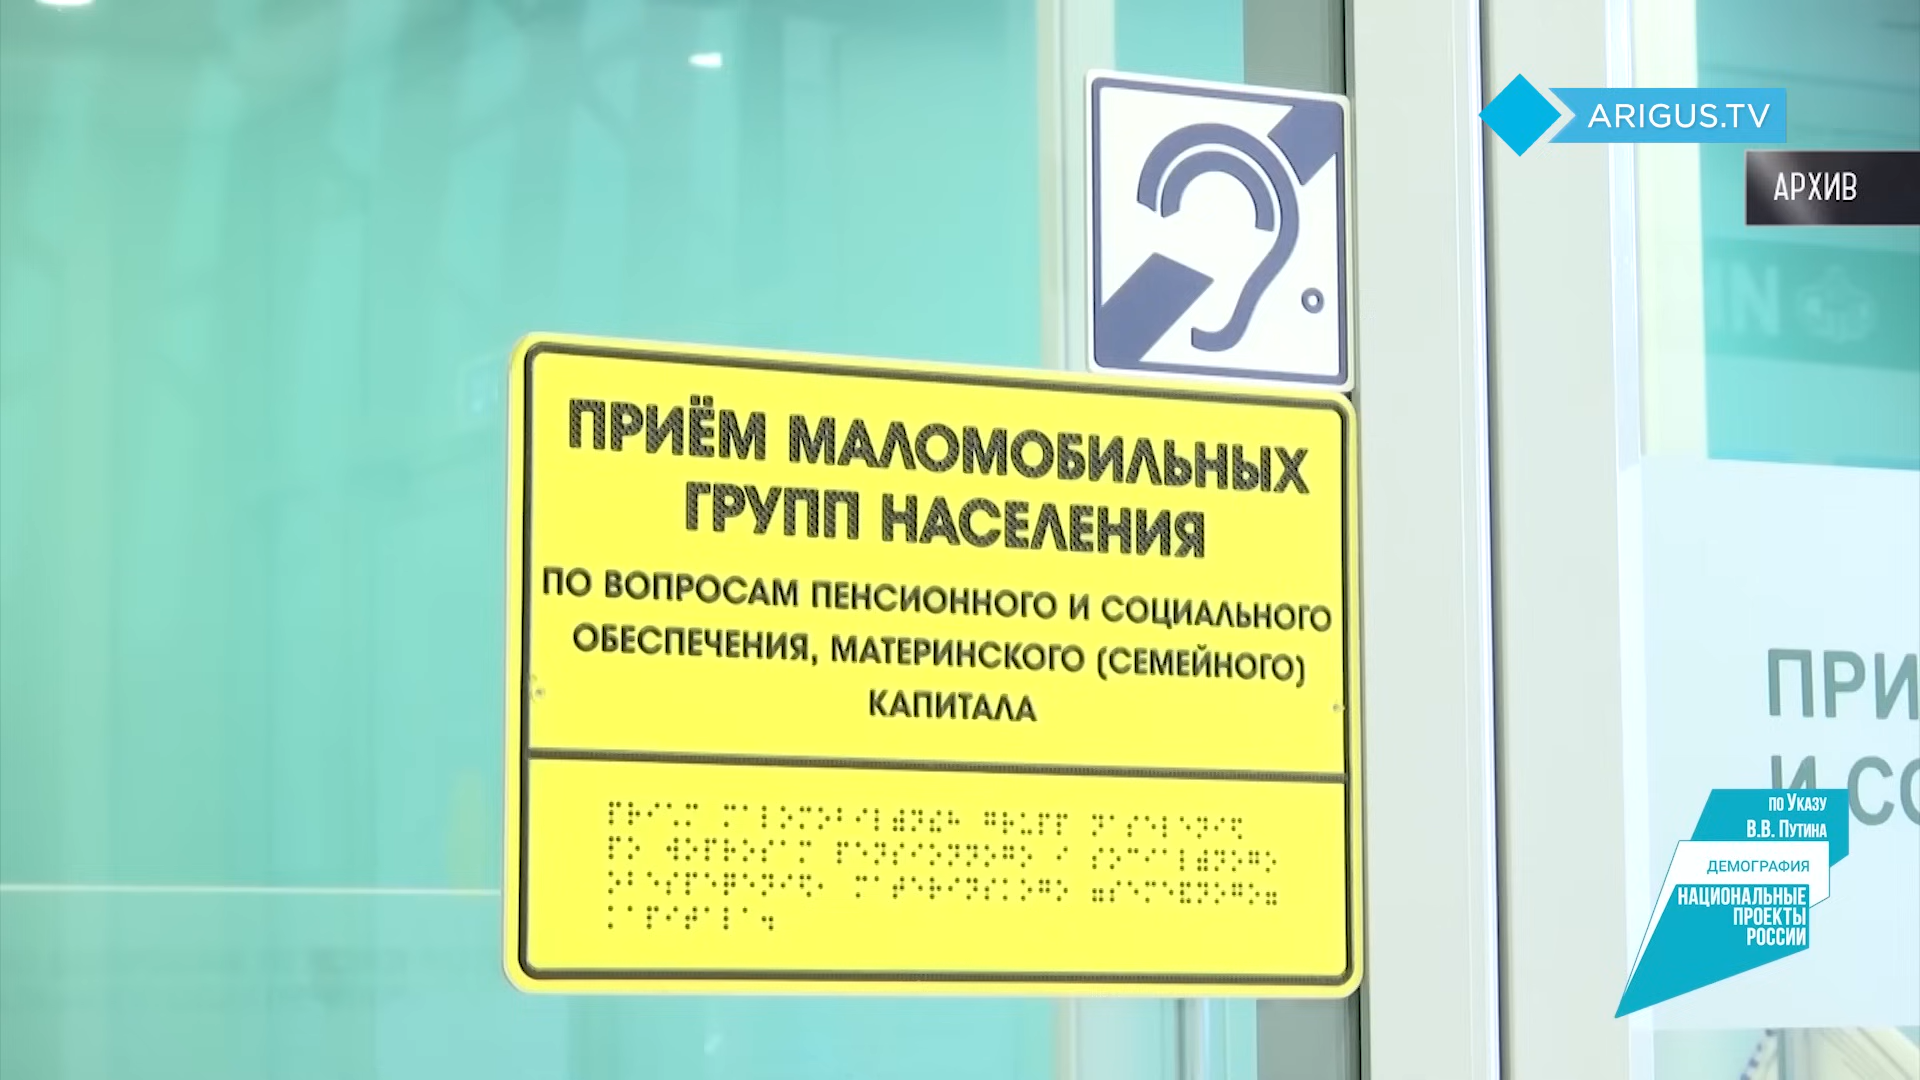 ARIGUS.TV
АРХИВ
ПРИЁМ МАЛОМОБИЛЬНЫХ
ГРУПП НАСЕЛЕНИЯ
ПО ВОПРОСАМ ПЕНСИОННОГО И СОЦИАЛЬНОГО
ОБЕСПЕЧЕНИЯ, МАТЕРИНСКОГО (СЕМЕЙНОГО)
КАПИТАЛА
ПО УКАЗУ
В.В. ПУТИНА
ДЕМОГРАФИЯ
НАЦИОНАЛЬНЫЕ
ПРОЕКТЫ
РОССИИ